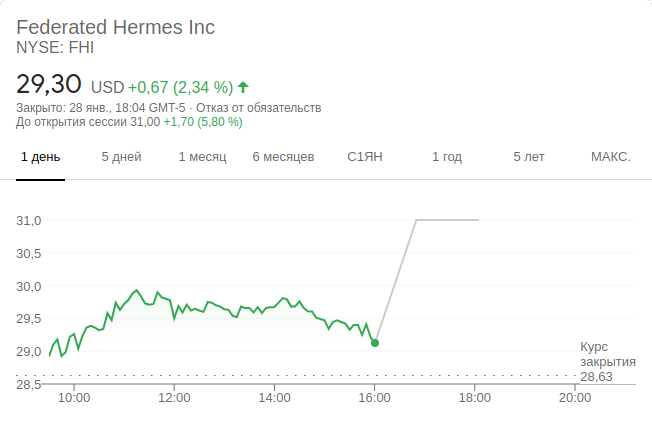 Federated Hermes Inc
NYSE: FHI
29,30 USD +0,67 (2,34 %)
Закрыто: 28 янв., 18:04 GMT-5 · Отказ от обязательств
До открытия сессии 31,00 +1,70 (5,80 %)
1 день 5 дней 1 месяц 6 месяцев С1ЯН 1 год 5 лет МАКС.
31,0
30,5
30,0
29,5
29,0
28,5
Курс
закрытия
28,63
10:00 12:00 14:00 16:00 18:00 20:00